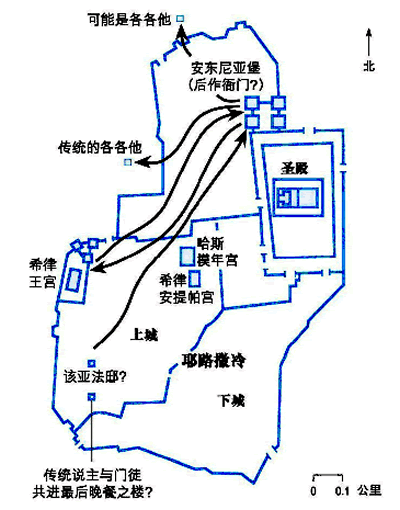 可能是各各他
北
安东尼亚堡
(后作衙门?)
传统的各各他
圣殿
哈斯
模年宫
希律
王宫
希律
安提帕宫
上城
耶路撒冷
该亚法邸?
下城
传统说主与门徒
共进最后晚餐之楼?
0 0.1 公里